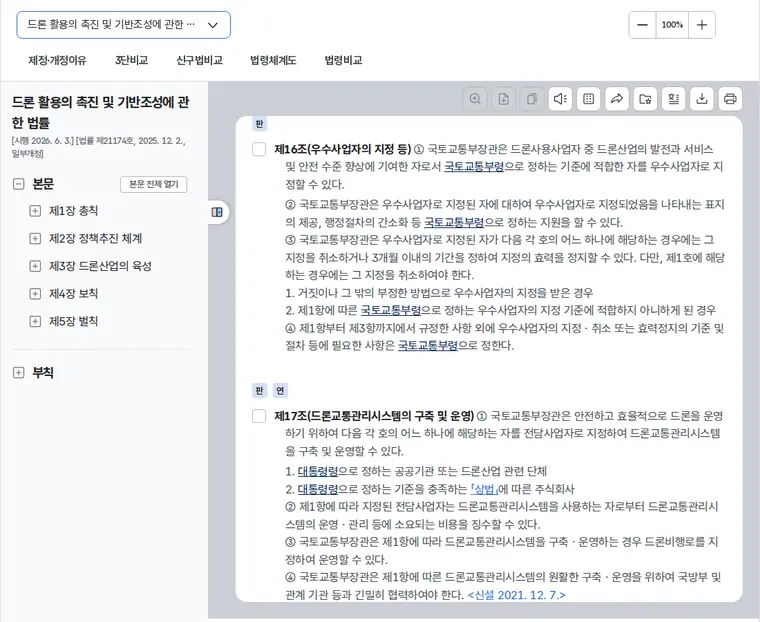 드론 활용의 촉진 및 기반조성에 관한 ···
100%
제정·개정이유 3단비교 신구법비교 법령체계도 법령비교
드론 활용의 촉진 및 기반조성에 관
한 법률
[시행 2026. 6. 3.] [법률 제21174호, 2025. 12. 2.,
일부개정]
본문 본문 전체 열기
제1장 총칙
제2장 정책추진 체계
제3장 드론산업의 육성
제4장 보칙
제5장 벌칙
부칙
판
제16조(우수사업자의 지정 등) ① 국토교통부장관은 드론사용사업자 중 드론산업의 발전과 서비스
및 안전 수준 향상에 기여한 자로서 국토교통부령으로 정하는 기준에 적합한 자를 우수사업자로 지
정할 수 있다.
② 국토교통부장관은 우수사업자로 지정된 자에 대하여 우수사업자로 지정되었음을 나타내는 표지
의 제공, 행정절차의 간소화 등 국토교통부령으로 정하는 지원을 할 수 있다.
③ 국토교통부장관은 우수사업자로 지정된 자가 다음 각 호의 어느 하나에 해당하는 경우에는 그
지정을 취소하거나 3개월 이내의 기간을 정하여 지정의 효력을 정지할 수 있다. 다만, 제1호에 해당
하는 경우에는 그 지정을 취소하여야 한다.
1. 거짓이나 그 밖의 부정한 방법으로 우수사업자의 지정을 받은 경우
2. 제1항에 따른 국토교통부령으로 정하는 우수사업자의 지정 기준에 적합하지 아니하게 된 경우
④ 제1항부터 제3항까지에서 규정한 사항 외에 우수사업자의 지정ㆍ취소 또는 효력정지의 기준 및
절차 등에 필요한 사항은 국토교통부령으로 정한다.
판 연
제17조(드론교통관리시스템의 구축 및 운영) ① 국토교통부장관은 안전하고 효율적으로 드론을 운영
하기 위하여 다음 각 호의 어느 하나에 해당하는 자를 전담사업자로 지정하여 드론교통관리시스템
을 구축 및 운영할 수 있다.
1. 대통령령으로 정하는 공공기관 또는 드론산업 관련 단체
2. 대통령령으로 정하는 기준을 충족하는 「상법」에 따른 주식회사
② 제1항에 따라 지정된 전담사업자는 드론교통관리시스템을 사용하는 자로부터 드론교통관리시
스템의 운영ㆍ관리 등에 소요되는 비용을 징수할 수 있다.
③ 국토교통부장관은 제1항에 따라 드론교통관리시스템을 구축ㆍ운영하는 경우 드론비행로를 지
정하여 운영할 수 있다.
④ 국토교통부장관은 제1항에 따른 드론교통관리시스템의 원활한 구축ㆍ운영을 위하여 국방부 및
관계 기관 등과 긴밀히 협력하여야 한다. <신설 2021. 12. 7.>